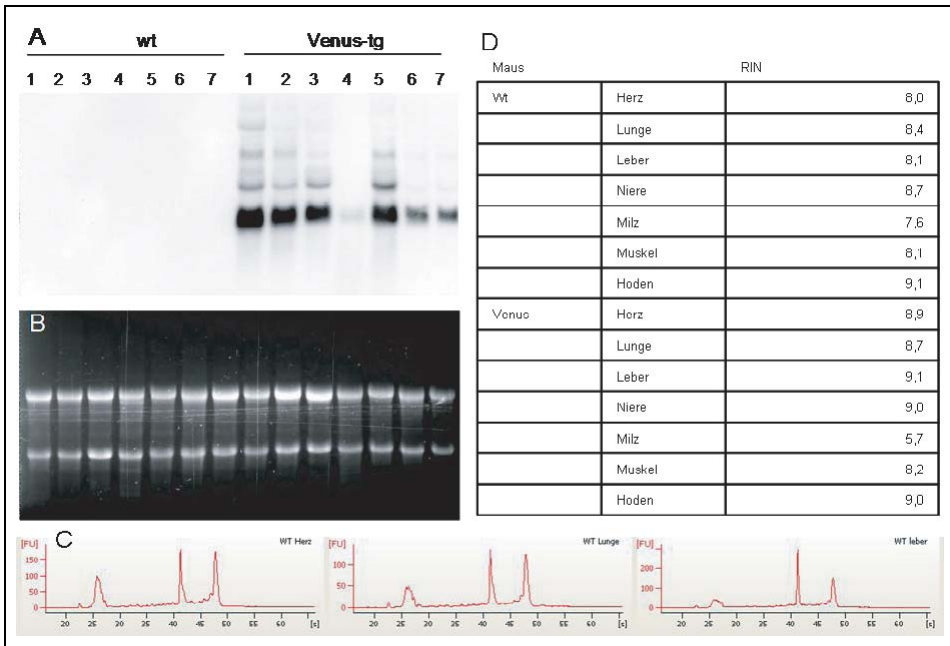 A
wt
Venus-tg
1 2 3 4 5 6 7
1 2 3 4 5 6 7
B
D
Maus RIN
Wt Herz 8,0
Lunge 8,4
Leber 8,1
Niere 8,7
Milz 7,6
Muskel 8,1
Hoden 9,1
Venus Herz 8,9
Lunge 8,7
Leber 9,1
Niere 9,0
Milz 5,7
Muskel 8,2
Hoden 9,0
C
[FU] WT Herz
150
100
50
0
20 25 30 35 40 45 50 55 60 [s]
[FU] WT Lunge
100
50
0
20 25 30 35 40 45 50 55 60 [s]
[FU] WT leber
200
100
0
20 25 30 35 40 45 50 55 60 [s]